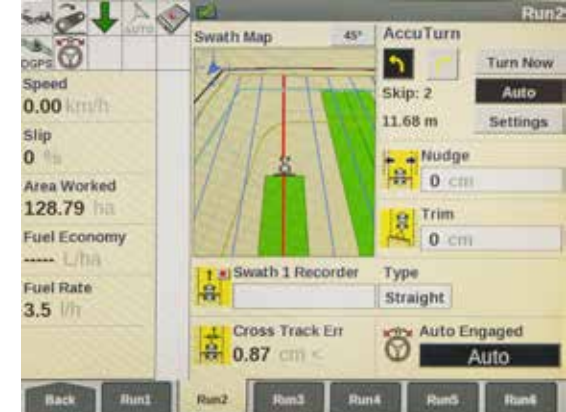 Run2
AUTO
DGPS
Speed
0.00 km/h
Slip
0 %
Area Worked
128.79 ha
Fuel Economy
----- L/ha
Fuel Rate
3.5 l/h
Swath Map
45°
AccuTurn
Turn Now
Skip: 2
Auto
11.68 m
Settings
Nudge
0 cm
Trim
0 cm
Swath 1 Recorder
Type
Straight
Cross Track Err
0.87 cm <
Auto Engaged
Auto
Back
Run1
Run2
Run3
Run4
Run5
Run6